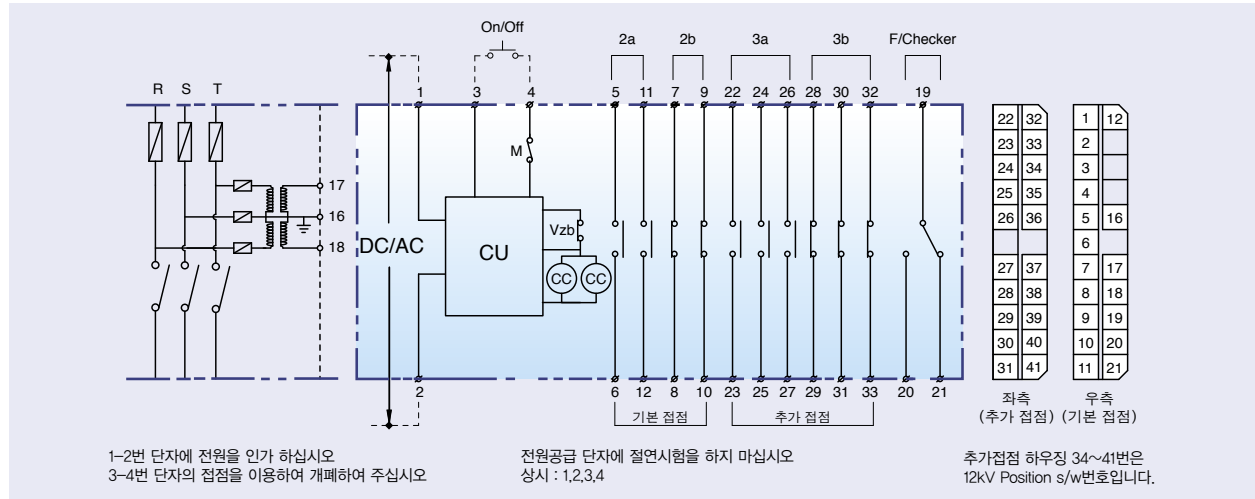 On/Off
2a 2b 3a 3b F/Checker
R S T
1 3 4 5 11 7 9 22 24 26 28 30 32 19
M
17
16
18
DC/AC
CU
Vzb
CC CC
2 6 12 8 10 23 25 27 29 31 33 20 21
기본 접점 추가 접점
22 32
23 33
24 34
25 35
26 36
27 37
28 38
29 39
30 40
31 41
좌측
(추가 접점)
1 12
2
3
4
5 16
6
7 17
8 18
9 19
10 20
11 21
우측
(기본 접점)
1-2번 단자에 전원을 인가 하십시오
3-4번 단자의 접점을 이용하여 개폐하여 주십시오
전원공급 단자에 절연시험을 하지 마십시오
상시 : 1,2,3,4
추가접점 하우징 34~41번은
12kV Position s/w번호입니다.